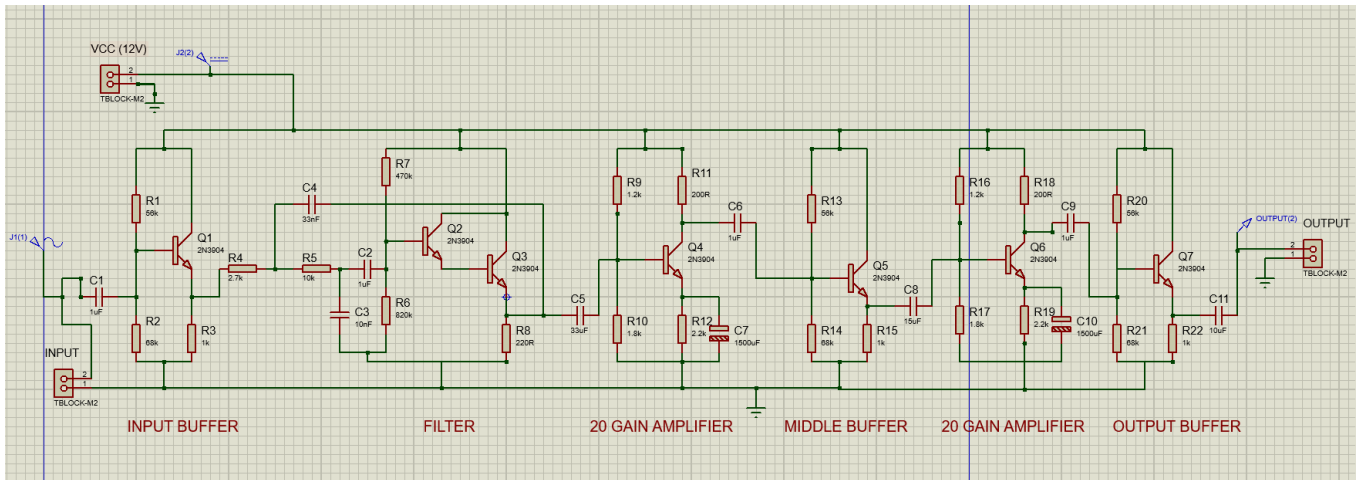 VCC (12V)
J2(2)
2
1
TBLOCK-M2
J1(1)
INPUT
2
1
TBLOCK-M2
C1
1uF
R1
56k
R2
68k
Q1
2N3904
R3
1k
R4
2.7k
C4
33nF
R5
10k
C3
10nF
C2
1uF
R7
470k
R6
820k
Q2
2N3904
Q3
2N3904
R8
220R
C5
33uF
R9
1.2k
R10
1.8k
R11
200R
Q4
2N3904
R12
2.2k
C7
1500uF
C6
1uF
R13
56k
R14
68k
Q5
2N3904
R15
1k
C8
15uF
R16
1.2k
R17
1.8k
R18
200R
Q6
2N3904
R19
2.2k
C10
1500uF
C9
1uF
R20
56k
R21
68k
Q7
2N3904
R22
1k
C11
10uF
OUTPUT(2)
OUTPUT
2
1
TBLOCK-M2
INPUT BUFFER
FILTER
20 GAIN AMPLIFIER
MIDDLE BUFFER
20 GAIN AMPLIFIER
OUTPUT BUFFER